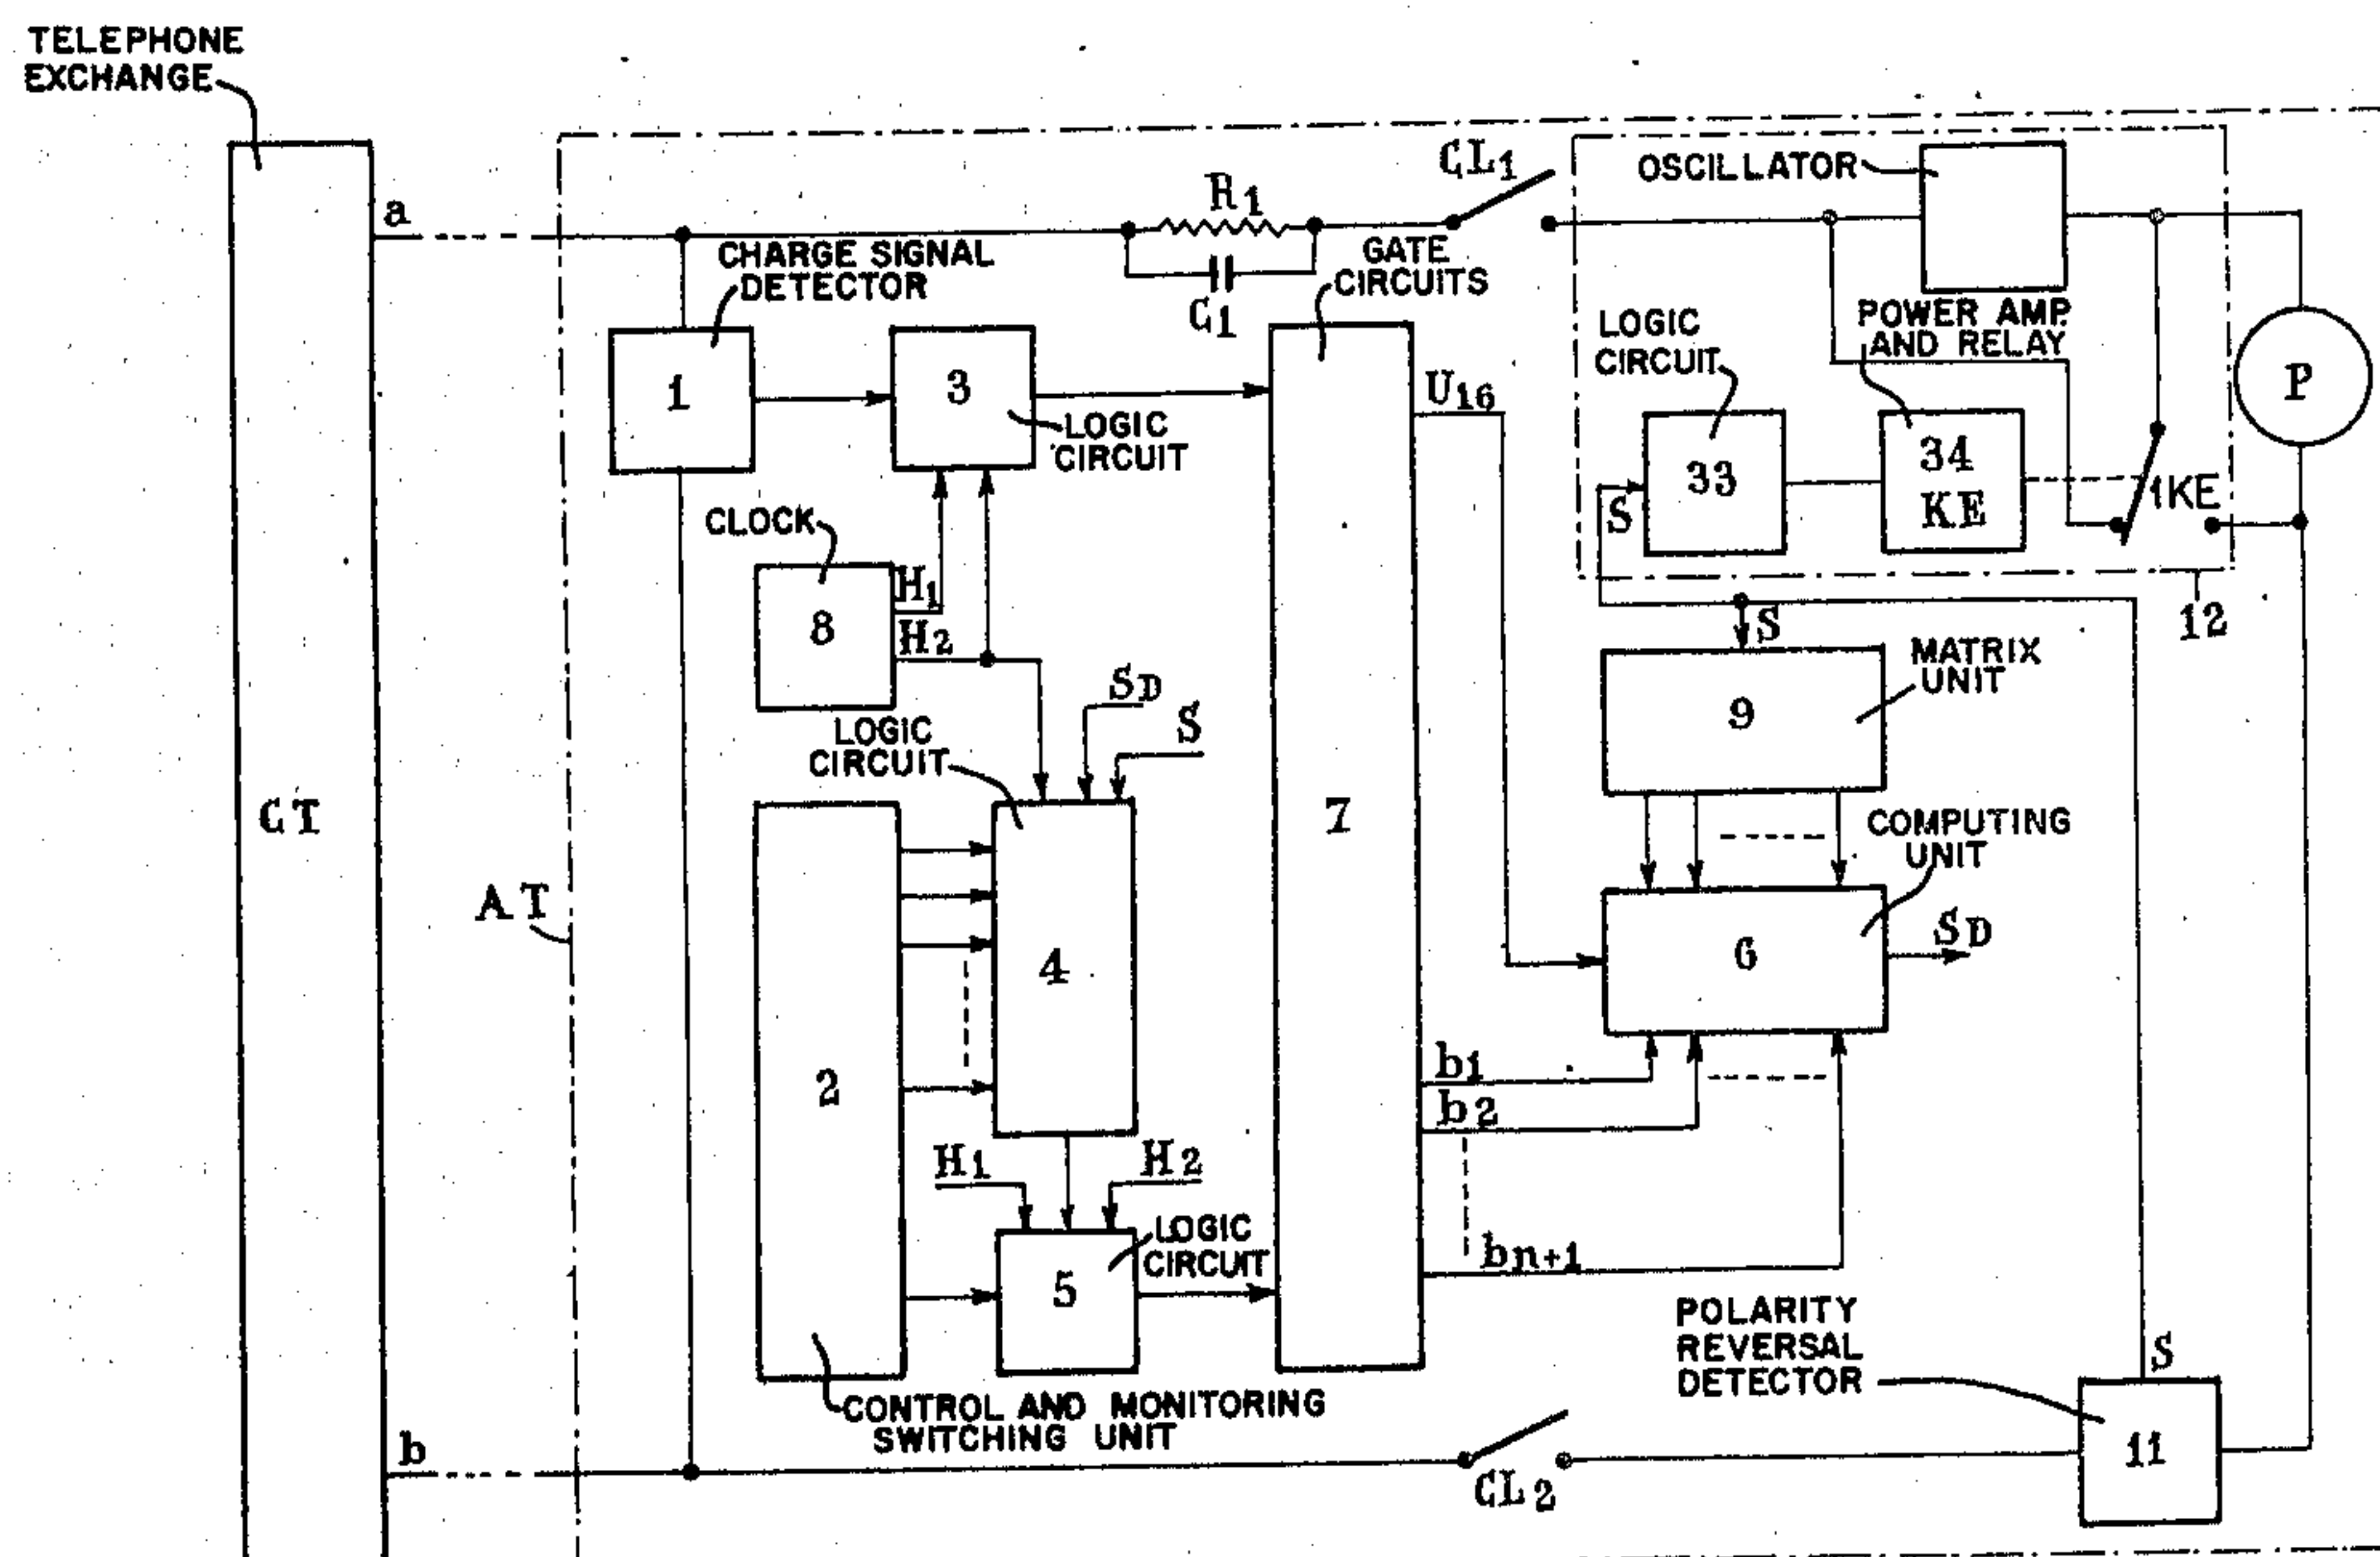 TELEPHONE
EXCHANGE
CT
a
b
AT
CHARGE SIGNAL
DETECTOR
1
R1
C1
CL1
GATE
CIRCUITS
7
3
LOGIC
CIRCUIT
CLOCK
8
H1
H2
SD
S
LOGIC
CIRCUIT
4
2
CONTROL AND MONITORING
SWITCHING UNIT
H1
H2
LOGIC
CIRCUIT
5
U16
b1
b2
bn+1
OSCILLATOR
LOGIC
CIRCUIT
33
S
POWER AMP.
AND RELAY
34
KE
1KE
P
12
S
MATRIX
UNIT
9
COMPUTING
UNIT
6
SD
POLARITY
REVERSAL
DETECTOR
S
11
CL2